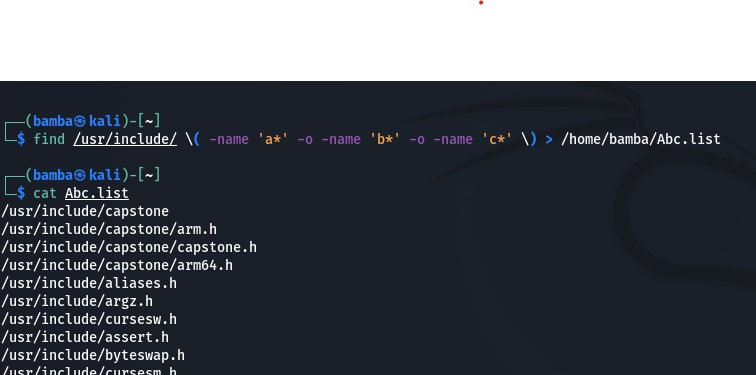 ┌──(bamba㉿kali)-[~]
└─$ find /usr/include/ \( -name 'a*' -o -name 'b*' -o -name 'c*' \) > /home/bamba/Abc.list
┌──(bamba㉿kali)-[~]
└─$ cat Abc.list
/usr/include/capstone
/usr/include/capstone/arm.h
/usr/include/capstone/capstone.h
/usr/include/capstone/arm64.h
/usr/include/aliases.h
/usr/include/argz.h
/usr/include/cursesw.h
/usr/include/assert.h
/usr/include/byteswap.h
/usr/include/cursesm.h